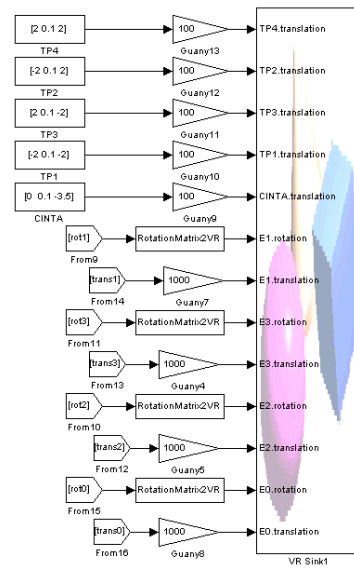 [2 0.1 2]
100
TP4.translation
TP4
Guany13
[-2 0.1 2]
100
TP2.translation
TP2
Guany12
[2 0.1 -2]
100
TP3.translation
TP3
Guany11
[-2 0.1 -2]
100
TP1.translation
TP1
Guany10
[0 0.1 -3.5]
100
CINTA.translation
CINTA
Guany9
[rot1]
RotationMatrix2VR
E1.rotation
From9
[trans1]
1000
E1.translation
From14
Guany7
[rot3]
RotationMatrix2VR
E3.rotation
From11
[trans3]
1000
E3.translation
From13
Guany4
[rot2]
RotationMatrix2VR
E2.rotation
From10
[trans2]
1000
E2.translation
From12
Guany5
[rot0]
RotationMatrix2VR
E0.rotation
From15
[trans0]
1000
E0.translation
From16
Guany8
VR Sink1